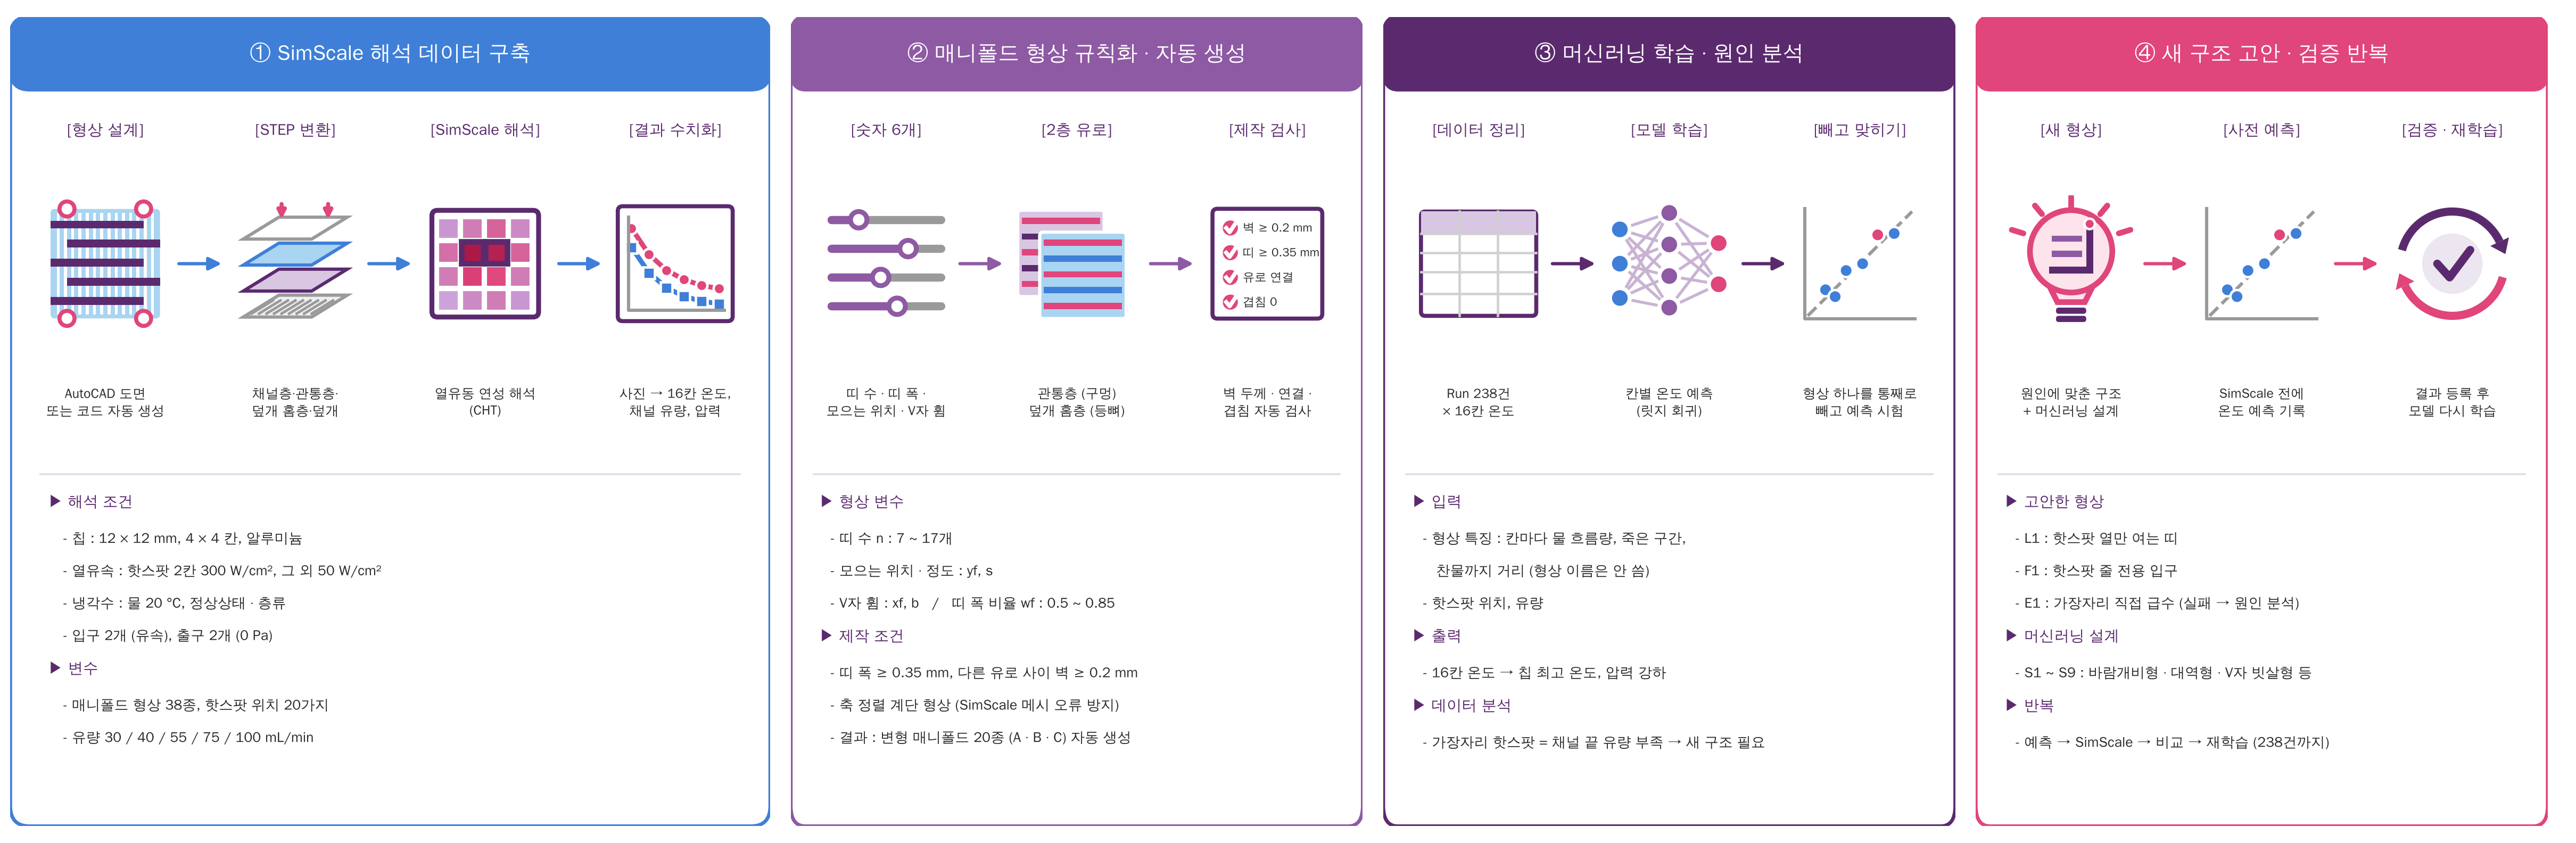 ① SimScale 해석 데이터 구축
[형상 설계]
[STEP 변환]
[SimScale 해석]
[결과 수치화]
AutoCAD 도면
또는 코드 자동 생성
채널층·관통층·
덮개 홈층·덮개
열유동 연성 해석
(CHT)
사진 → 16칸 온도,
채널 유량, 압력
▶ 해석 조건
- 칩 : 12 × 12 mm, 4 × 4 칸, 알루미늄
- 열유속 : 핫스팟 2칸 300 W/cm², 그 외 50 W/cm²
- 냉각수 : 물 20 °C, 정상상태 · 층류
- 입구 2개 (유속), 출구 2개 (0 Pa)
▶ 변수
- 매니폴드 형상 38종, 핫스팟 위치 20가지
- 유량 30 / 40 / 55 / 75 / 100 mL/min
② 매니폴드 형상 규칙화 · 자동 생성
[숫자 6개]
[2층 유로]
[제작 검사]
벽 ≥ 0.2 mm
띠 ≥ 0.35 mm
유로 연결
겹침 0
띠 수 · 띠 폭 ·
모으는 위치 · V자 휨
관통층 (구멍)
덮개 홈층 (등뼈)
벽 두께 · 연결 ·
겹침 자동 검사
▶ 형상 변수
- 띠 수 n : 7 ~ 17개
- 모으는 위치 · 정도 : yf, s
- V자 휨 : xf, b / 띠 폭 비율 wf : 0.5 ~ 0.85
▶ 제작 조건
- 띠 폭 ≥ 0.35 mm, 다른 유로 사이 벽 ≥ 0.2 mm
- 축 정렬 계단 형상 (SimScale 메시 오류 방지)
- 결과 : 변형 매니폴드 20종 (A · B · C) 자동 생성
③ 머신러닝 학습 · 원인 분석
[데이터 정리]
[모델 학습]
[빼고 맞히기]
Run 238건
× 16칸 온도
칸별 온도 예측
(릿지 회귀)
형상 하나를 통째로
빼고 예측 시험
▶ 입력
- 형상 특징 : 칸마다 물 흐름량, 죽은 구간,
찬물까지 거리 (형상 이름은 안 씀)
- 핫스팟 위치, 유량
▶ 출력
- 16칸 온도 → 칩 최고 온도, 압력 강하
▶ 데이터 분석
- 가장자리 핫스팟 = 채널 끝 유량 부족 → 새 구조 필요
④ 새 구조 고안 · 검증 반복
[새 형상]
[사전 예측]
[검증 · 재학습]
원인에 맞춘 구조
+ 머신러닝 설계
SimScale 전에
온도 예측 기록
결과 등록 후
모델 다시 학습
▶ 고안한 형상
- L1 : 핫스팟 열만 여는 띠
- F1 : 핫스팟 줄 전용 입구
- E1 : 가장자리 직접 급수 (실패 → 원인 분석)
▶ 머신러닝 설계
- S1 ~ S9 : 바람개비형 · 대역형 · V자 빗살형 등
▶ 반복
- 예측 → SimScale → 비교 → 재학습 (238건까지)